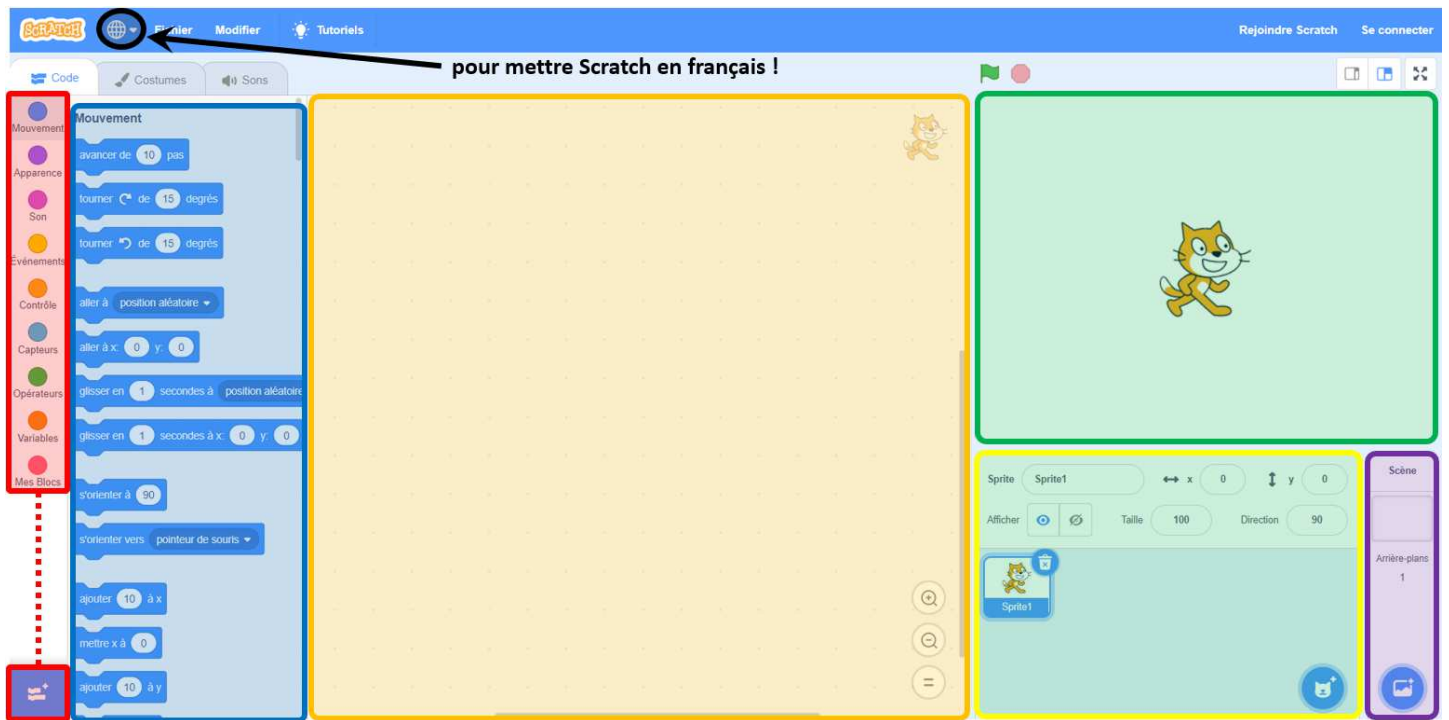 SCRATCH Fichier Modifier Tutoriels Rejoindre Scratch Se connecter
pour mettre Scratch en français !
Code Costumes Sons
Mouvement
Apparence
Son
Événements
Contrôle
Capteurs
Opérateurs
Variables
Mes Blocs
Mouvement
avancer de 10 pas
tourner de 15 degrés
tourner de 15 degrés
aller à position aléatoire
aller à x: 0 y: 0
glisser en 1 secondes à position aléatoire
glisser en 1 secondes à x: 0 y: 0
s'orienter à 90
s'orienter vers pointeur de souris
ajouter 10 à x
mettre x à 0
ajouter 10 à y
Sprite Sprite1 x 0 y 0
Afficher Taille 100 Direction 90
Sprite1
Scène
Arrière-plans
1